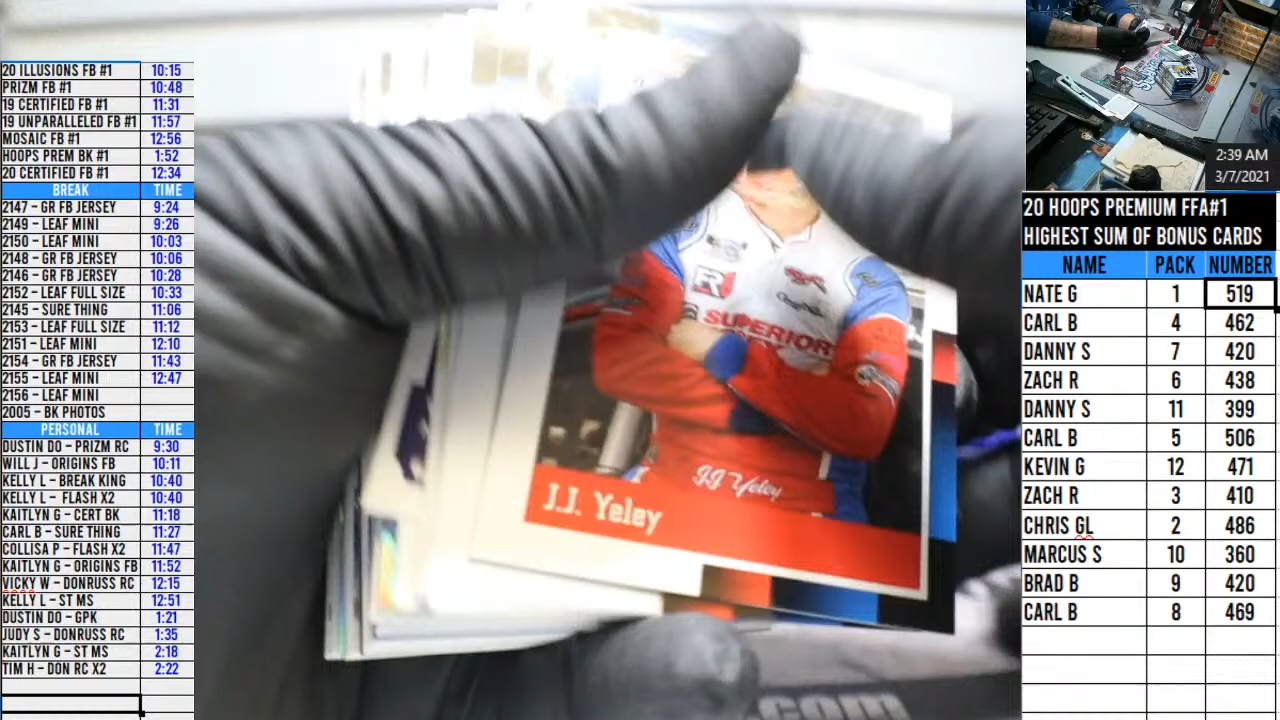 20 ILLUSIONS FB #1 10:15
PRIZM FB #1 10:48
19 CERTIFIED FB #1 11:31
19 UNPARALLELED FB #1 11:57
MOSAIC FB #1 12:56
HOOPS PREM BK #1 1:52
20 CERTIFIED FB #1 12:34
BREAK TIME
2147 – GR FB JERSEY 9:24
2149 – LEAF MINI 9:26
2150 – LEAF MINI 10:03
2148 – GR FB JERSEY 10:06
2146 – GR FB JERSEY 10:28
2152 – LEAF FULL SIZE 10:33
2145 – SURE THING 11:06
2153 – LEAF FULL SIZE 11:12
2151 – LEAF MINI 12:10
2154 – GR FB JERSEY 11:43
2155 – LEAF MINI 12:47
2156 – LEAF MINI
2005 – BK PHOTOS
PERSONAL TIME
DUSTIN DO – PRIZM RC 9:30
WILL J – ORIGINS FB 10:11
KELLY L – BREAK KING 10:40
KELLY L – FLASH X2 10:40
KAITLYN G – CERT BK 11:18
CARL B – SURE THING 11:27
COLLISA P – FLASH X2 11:47
KAITLYN G – ORIGINS FB 11:52
VICKY W – DONRUSS RC 12:15
KELLY L – ST MS 12:51
DUSTIN DO – GPK 1:21
JUDY S – DONRUSS RC 1:35
KAITLYN G – ST MS 2:18
TIM H – DON RC X2 2:22
R
SUPERIOR
JJ Yeley
J.J. Yeley
.com
2:39 AM
3/7/2021
20 HOOPS PREMIUM FFA#1
HIGHEST SUM OF BONUS CARDS
NAME PACK NUMBER
NATE G 1 519
CARL B 4 462
DANNY S 7 420
ZACH R 6 438
DANNY S 11 399
CARL B 5 506
KEVIN G 12 471
ZACH R 3 410
CHRIS GL 2 486
MARCUS S 10 360
BRAD B 9 420
CARL B 8 469